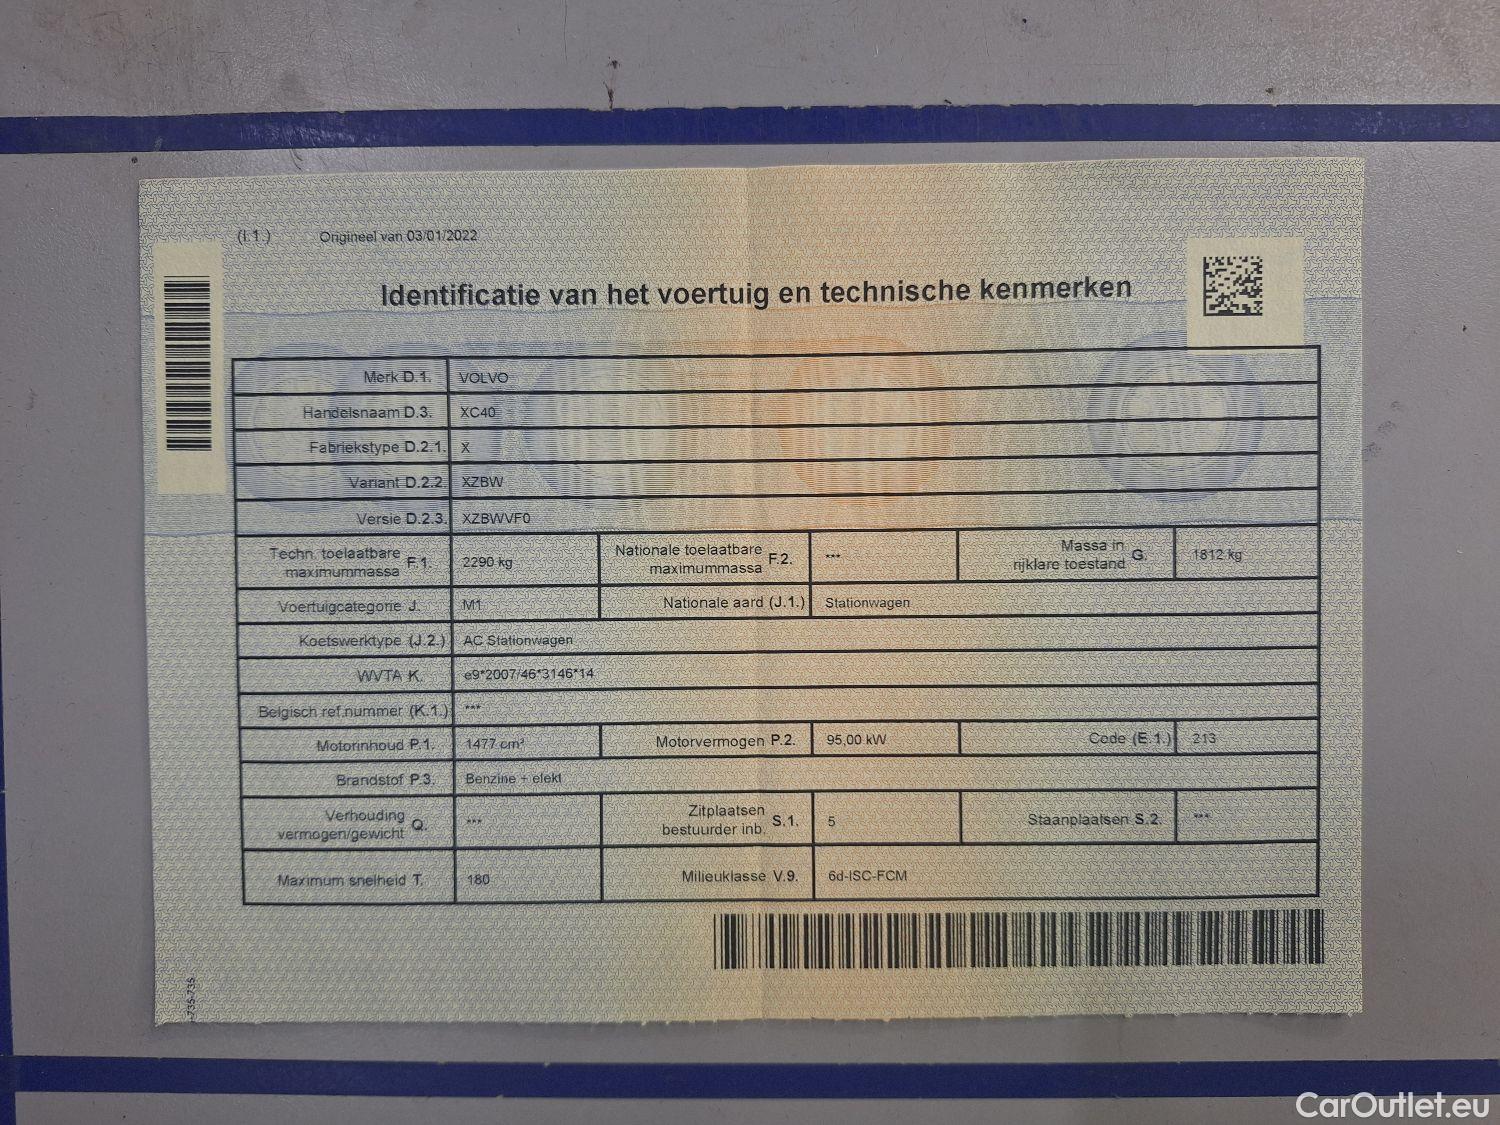 (I.1.) Origineel van 03/01/2022
Identificatie van het voertuig en technische kenmerken
Merk D.1. VOLVO
Handelsnaam D.3. XC40
Fabriekstype D.2.1. X
Variant D.2.2. XZBW
Versie D.2.3. XZBWVF0
Techn. toelaatbare maximummassa F.1. 2290 kg Nationale toelaatbare maximummassa F.2. *** Massa in rijklare toestand G. 1812 kg
Voertuigcategorie J. M1 Nationale aard (J.1.) Stationwagen
Koetswerktype (J.2.) AC Stationwagen
WVTA K. e9*2007/46*3146*14
Belgisch ref.nummer (K.1.) ***
Motorinhoud P.1. 1477 cm³ Motorvermogen P.2. 95,00 kW Code (E.1.) 213
Brandstof P.3. Benzine + elekt
Verhouding vermogen/gewicht Q. *** Zitplaatsen bestuurder inb. S.1. 5 Staanplaatsen S.2. ***
Maximum snelheid T. 180 Milieuklasse V.9. 6d-ISC-FCM
-735-735
CarOutlet.eu